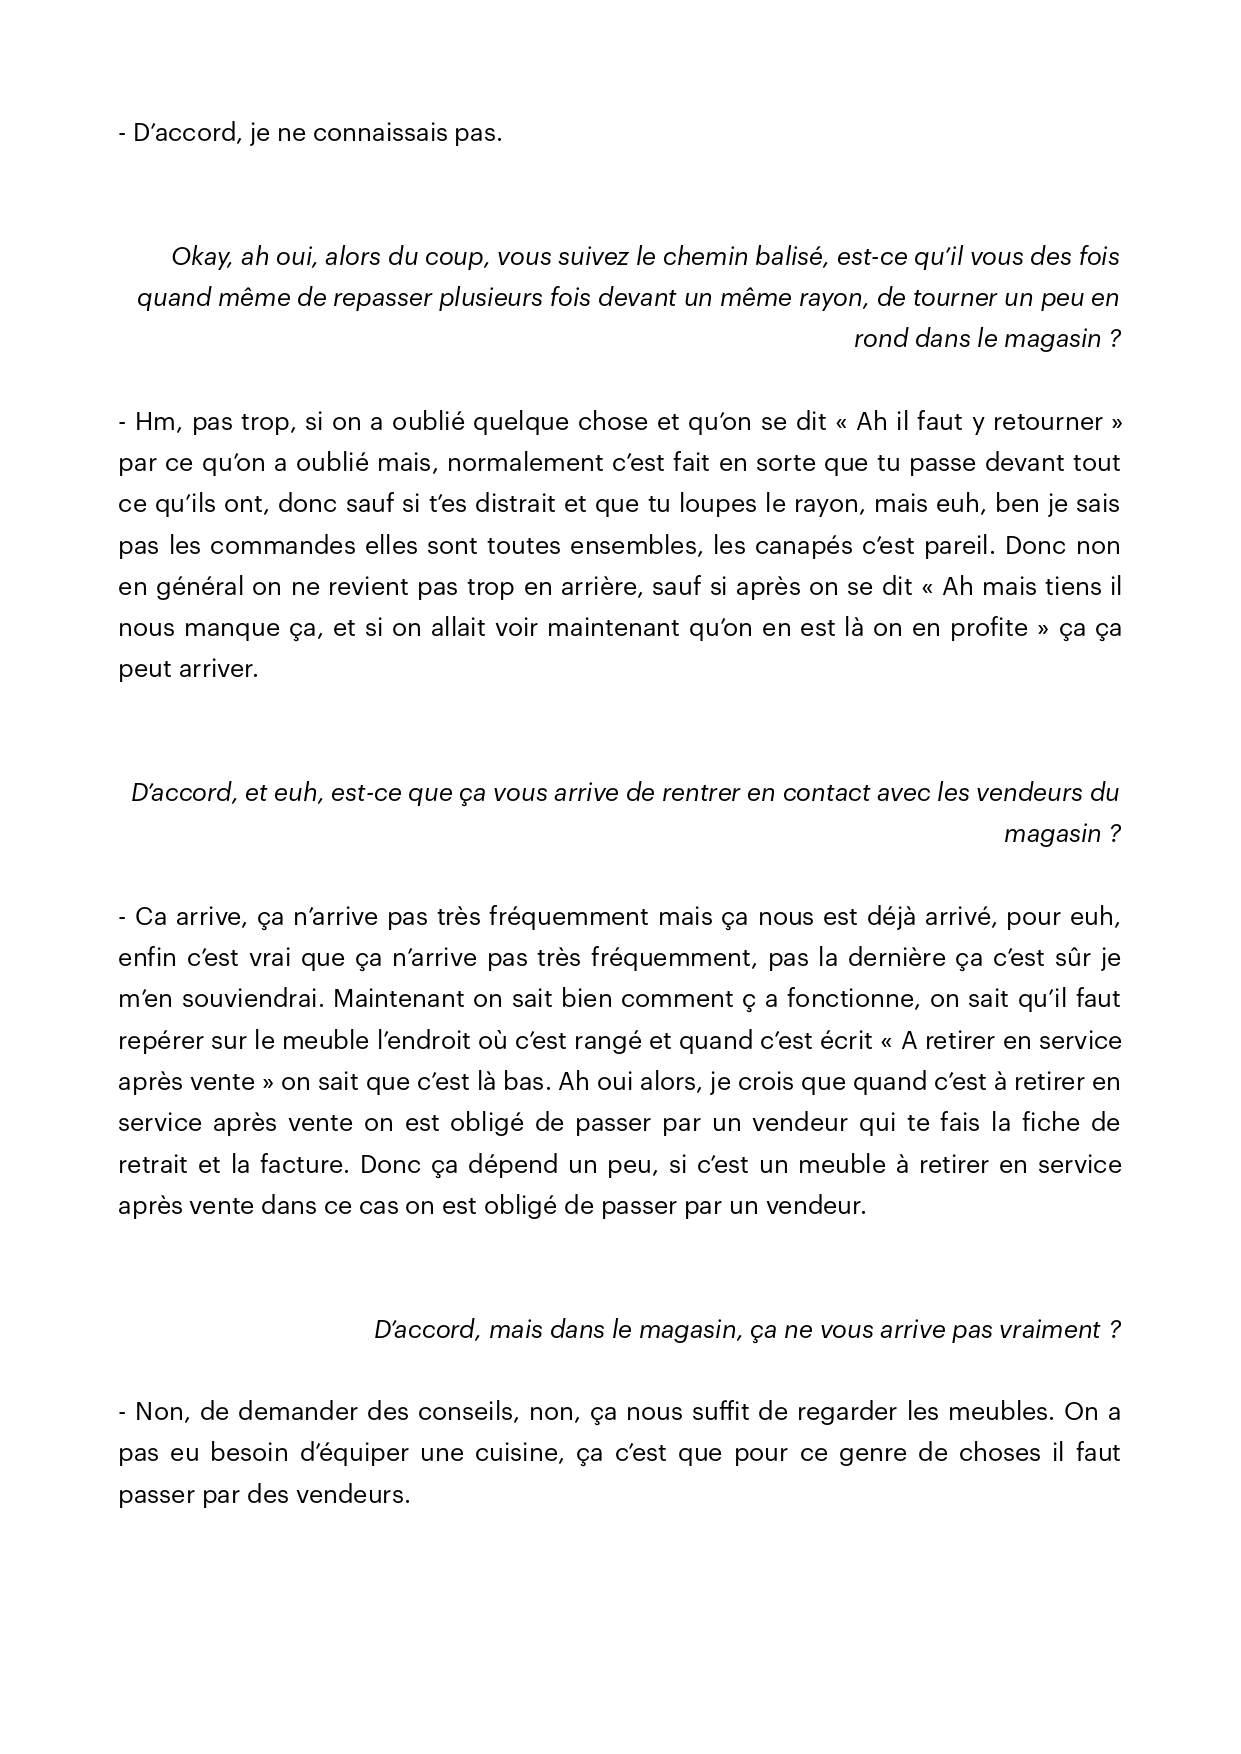 - D’accord, je ne connaissais pas.
Okay, ah oui, alors du coup, vous suivez le chemin balisé, est-ce qu’il vous des fois
quand même de repasser plusieurs fois devant un même rayon, de tourner un peu en
rond dans le magasin ?
- Hm, pas trop, si on a oublié quelque chose et qu’on se dit « Ah il faut y retourner »
par ce qu’on a oublié mais, normalement c’est fait en sorte que tu passe devant tout
ce qu’ils ont, donc sauf si t’es distrait et que tu loupes le rayon, mais euh, ben je sais
pas les commandes elles sont toutes ensembles, les canapés c’est pareil. Donc non
en général on ne revient pas trop en arrière, sauf si après on se dit « Ah mais tiens il
nous manque ça, et si on allait voir maintenant qu’on en est là on en profite » ça ça
peut arriver.
D’accord, et euh, est-ce que ça vous arrive de rentrer en contact avec les vendeurs du
magasin ?
- Ca arrive, ça n’arrive pas très fréquemment mais ça nous est déjà arrivé, pour euh,
enfin c’est vrai que ça n’arrive pas très fréquemment, pas la dernière ça c’est sûr je
m’en souviendrai. Maintenant on sait bien comment ç a fonctionne, on sait qu’il faut
repérer sur le meuble l’endroit où c’est rangé et quand c’est écrit « A retirer en service
après vente » on sait que c’est là bas. Ah oui alors, je crois que quand c’est à retirer en
service après vente on est obligé de passer par un vendeur qui te fais la fiche de
retrait et la facture. Donc ça dépend un peu, si c’est un meuble à retirer en service
après vente dans ce cas on est obligé de passer par un vendeur.
D’accord, mais dans le magasin, ça ne vous arrive pas vraiment ?
- Non, de demander des conseils, non, ça nous suffit de regarder les meubles. On a
pas eu besoin d’équiper une cuisine, ça c’est que pour ce genre de choses il faut
passer par des vendeurs.